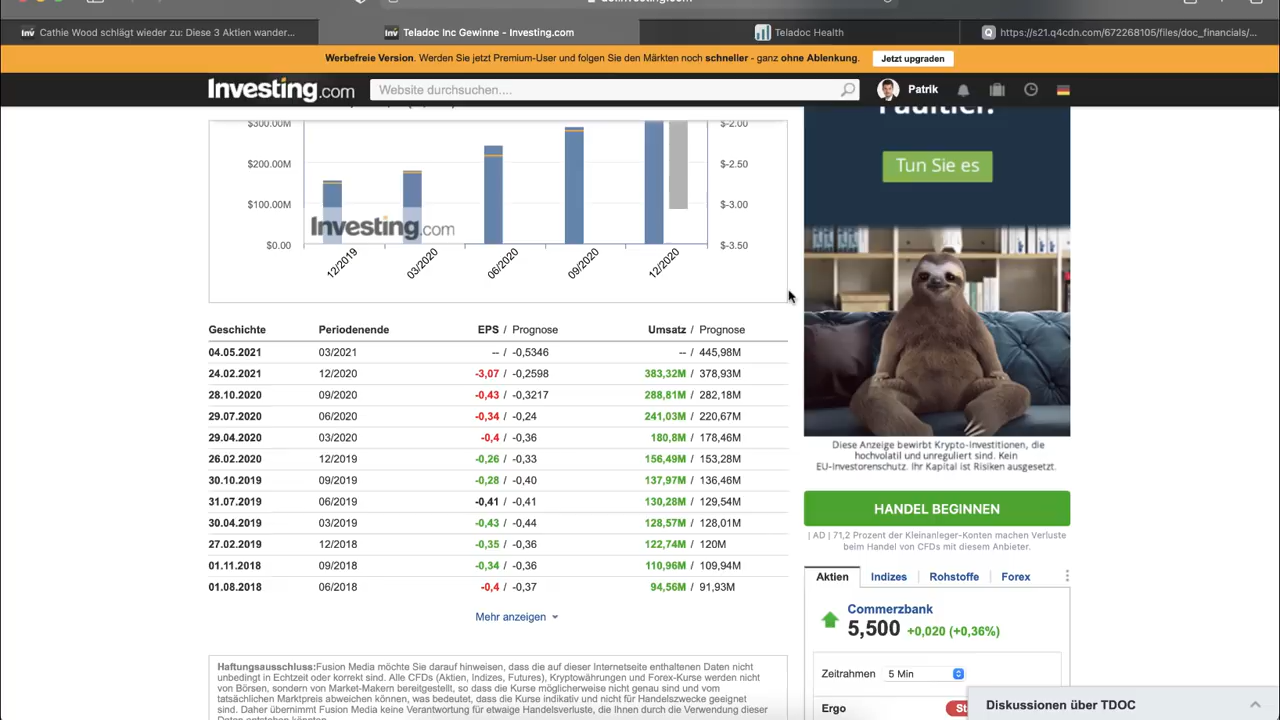 Cathie Wood schlägt wieder zu: Diese 3 Aktien wander...
Teladoc Inc Gewinne - Investing.com
Teladoc Health
https://s21.q4cdn.com/672268105/files/doc_financials/...
Werbefreie Version. Werden Sie jetzt Premium-User und folgen Sie den Märkten noch schneller - ganz ohne Ablenkung.
Jetzt upgraden
Investing.com
Website durchsuchen....
Patrik
$300.00M
$200.00M
$100.00M
$0.00
$-2.00
$-2.50
$-3.00
$-3.50
Investing.com
12/2019
03/2020
06/2020
09/2020
12/2020
Tun Sie es
Geschichte Periodenende EPS / Prognose Umsatz / Prognose
04.05.2021 03/2021 -- / -0,5346 -- / 445,98M
24.02.2021 12/2020 -3,07 / -0,2598 383,32M / 378,93M
28.10.2020 09/2020 -0,43 / -0,3217 288,81M / 282,18M
29.07.2020 06/2020 -0,34 / -0,24 241,03M / 220,67M
29.04.2020 03/2020 -0,4 / -0,36 180,8M / 178,46M
26.02.2020 12/2019 -0,26 / -0,33 156,49M / 153,28M
30.10.2019 09/2019 -0,28 / -0,40 137,97M / 136,46M
31.07.2019 06/2019 -0,41 / -0,41 130,28M / 129,54M
30.04.2019 03/2019 -0,43 / -0,44 128,57M / 128,01M
27.02.2019 12/2018 -0,35 / -0,36 122,74M / 120M
01.11.2018 09/2018 -0,34 / -0,36 110,96M / 109,94M
01.08.2018 06/2018 -0,4 / -0,37 94,56M / 91,93M
Mehr anzeigen
Haftungsausschluss:Fusion Media möchte Sie darauf hinweisen, dass die auf dieser Internetseite enthaltenen Daten nicht
unbedingt in Echtzeit oder korrekt sind. Alle CFDs (Aktien, Indizes, Futures), Kryptowährungen und Forex-Kurse werden nicht
von Börsen, sondern von Market-Makern bereitgestellt, so dass die Kurse möglicherweise nicht genau sind und vom
tatsächlichen Marktpreis abweichen können, was bedeutet, dass die Kurse indikativ und nicht für Handelszwecke geeignet
sind. Daher übernimmt Fusion Media keine Verantwortung für etwaige Handelsverluste, die Ihnen durch die Verwendung dieser
Diese Anzeige bewirbt Krypto-Investitionen, die
hochvolatil und unreguliert sind. Kein
EU-Investorenschutz. Ihr Kapital ist Risiken ausgesetzt.
HANDEL BEGINNEN
| AD | 71,2 Prozent der Kleinanleger-Konten machen Verluste
beim Handel von CFDs mit diesem Anbieter.
Aktien Indizes Rohstoffe Forex
Commerzbank
5,500 +0,020 (+0,36%)
Zeitrahmen 5 Min
Ergo
Diskussionen über TDOC